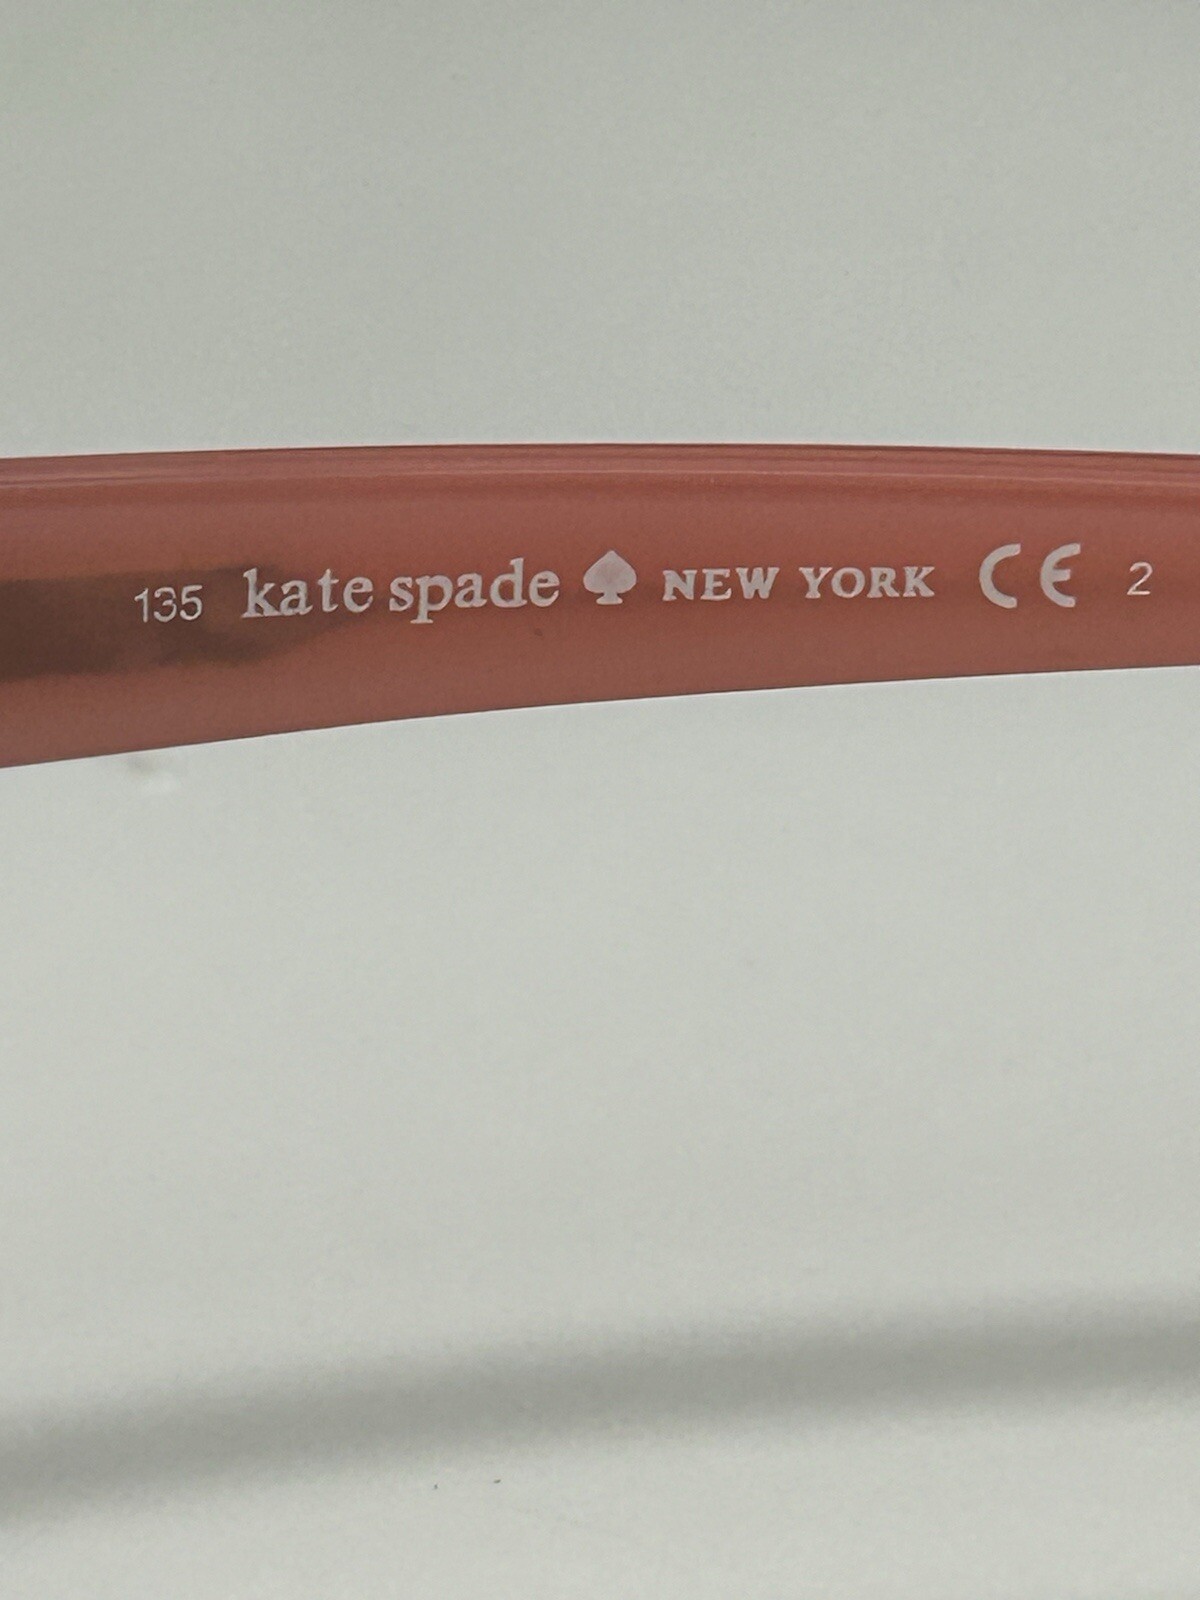 135 kate spade ♠ NEW YORK CE 2